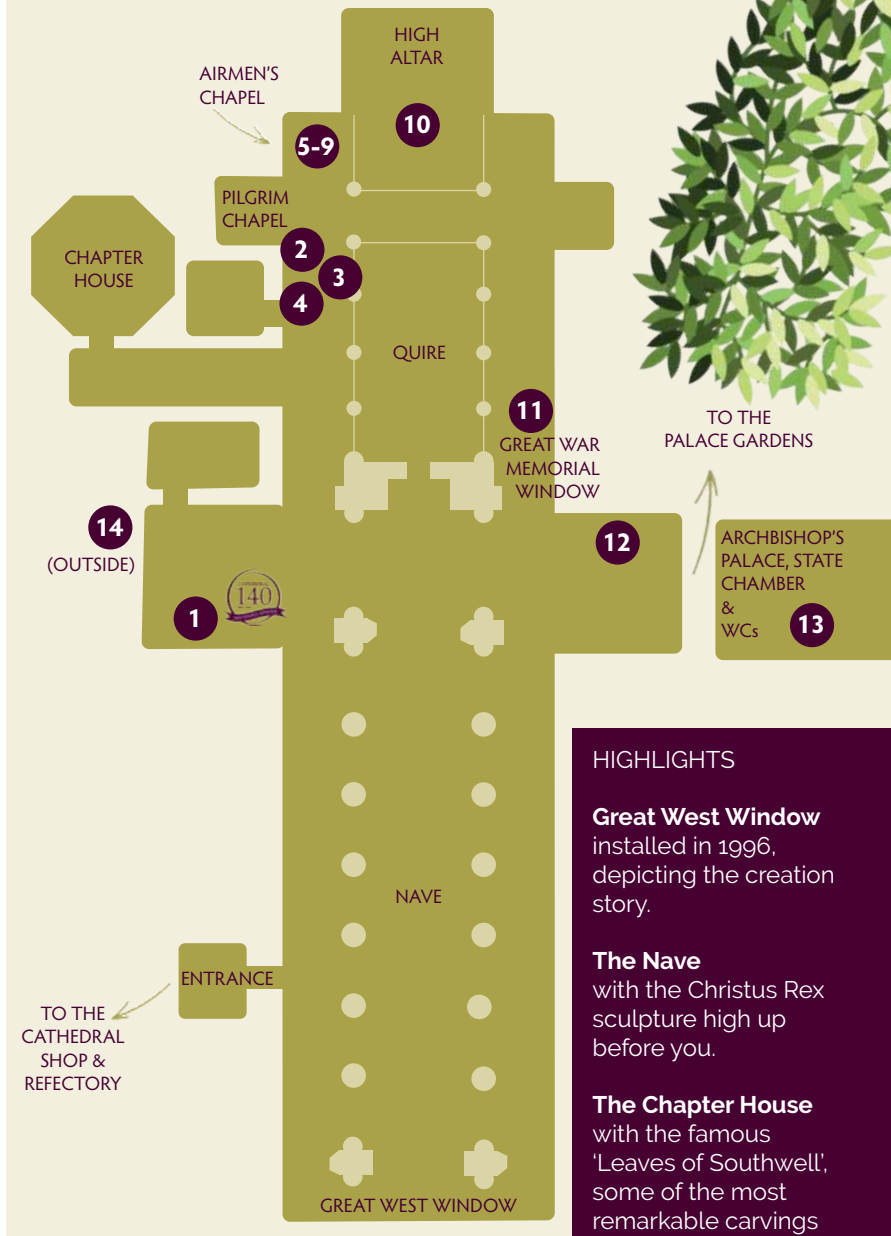 HIGH
ALTAR
AIRMEN'S
CHAPEL
10
5-9
PILGRIM
CHAPEL
2
CHAPTER
HOUSE
3
4
QUIRE
11
GREAT WAR
MEMORIAL
WINDOW
TO THE
PALACE GARDENS
14
(OUTSIDE)
12
ARCHBISHOP'S
PALACE, STATE
CHAMBER
&
WCs
13
1
140
NAVE
ENTRANCE
TO THE
CATHEDRAL
SHOP &
REFECTORY
GREAT WEST WINDOW
HIGHLIGHTS
Great West Window
installed in 1996,
depicting the creation
story.
The Nave
with the Christus Rex
sculpture high up
before you.
The Chapter House
with the famous
'Leaves of Southwell',
some of the most
remarkable carvings